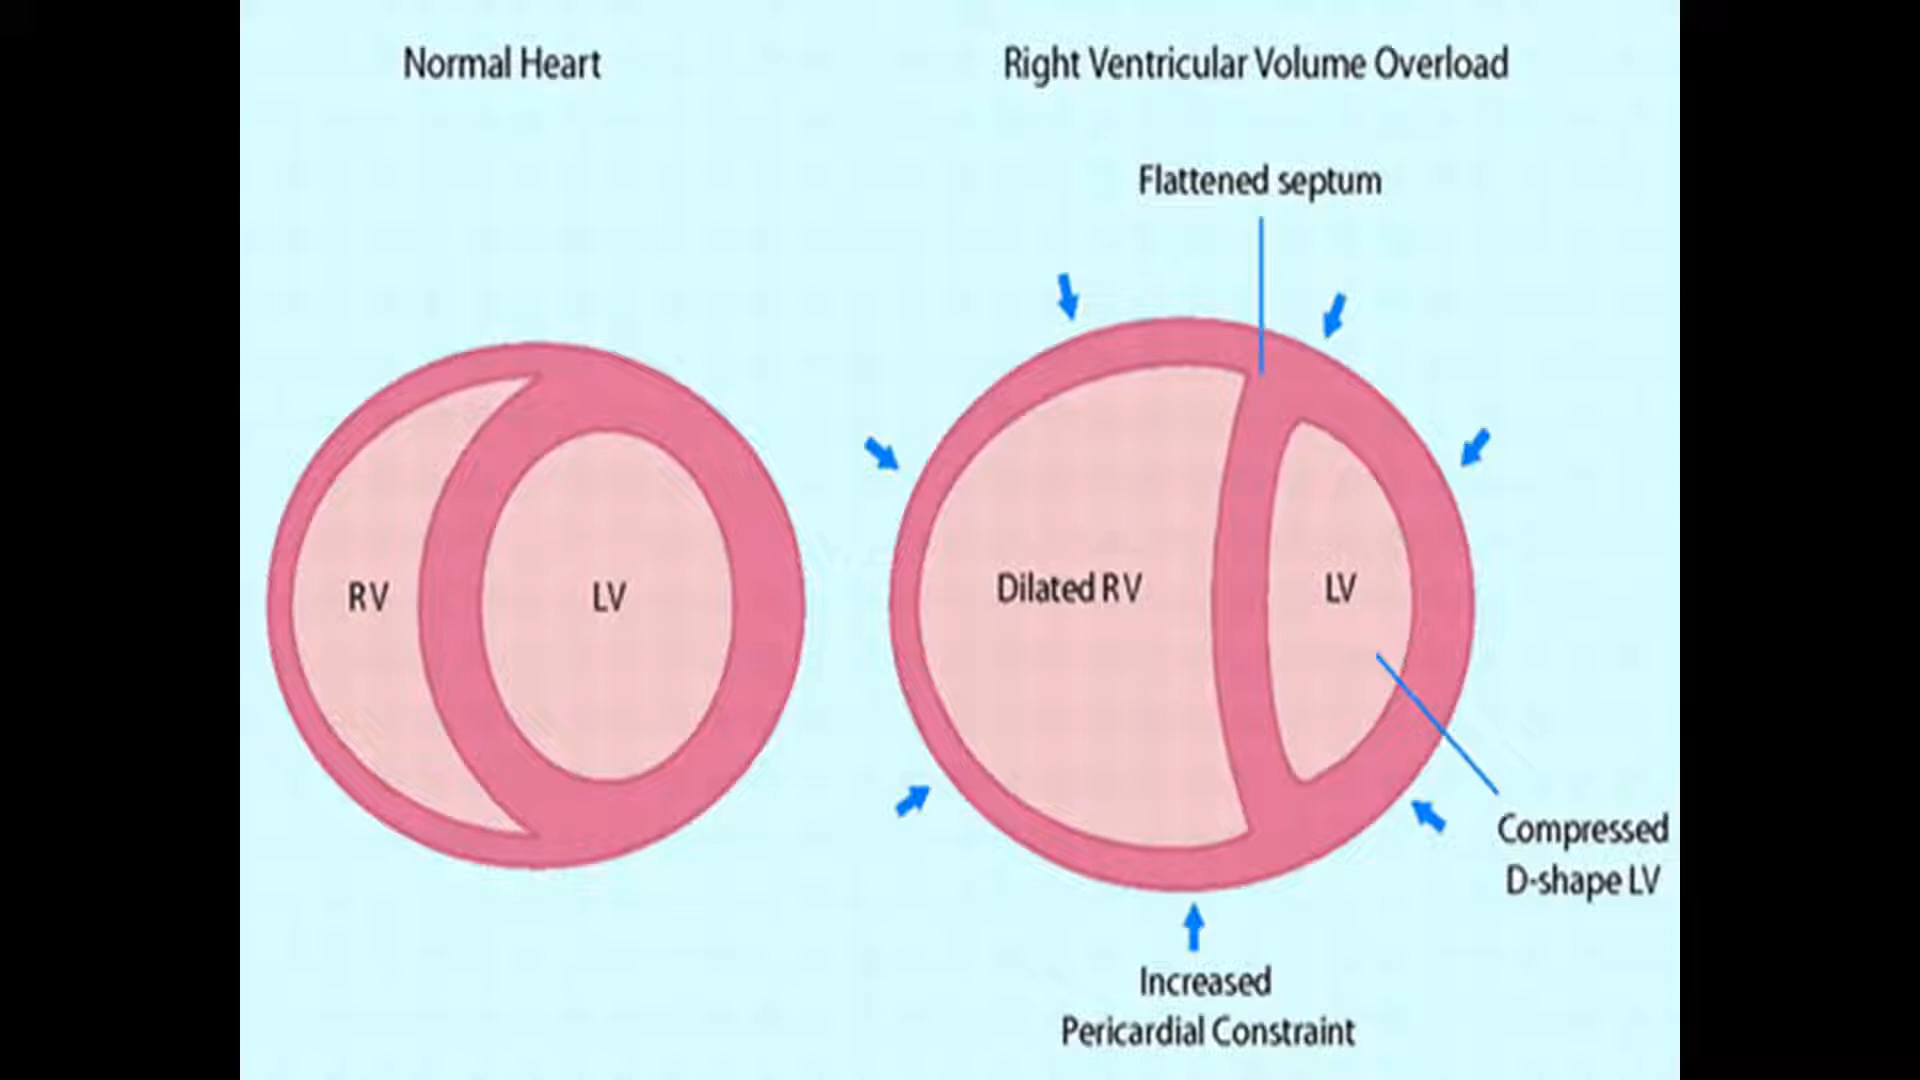 Normal Heart
Right Ventricular Volume Overload
Flattened septum
RV
LV
Dilated RV
LV
Compressed
D-shape LV
Increased
Pericardial Constraint